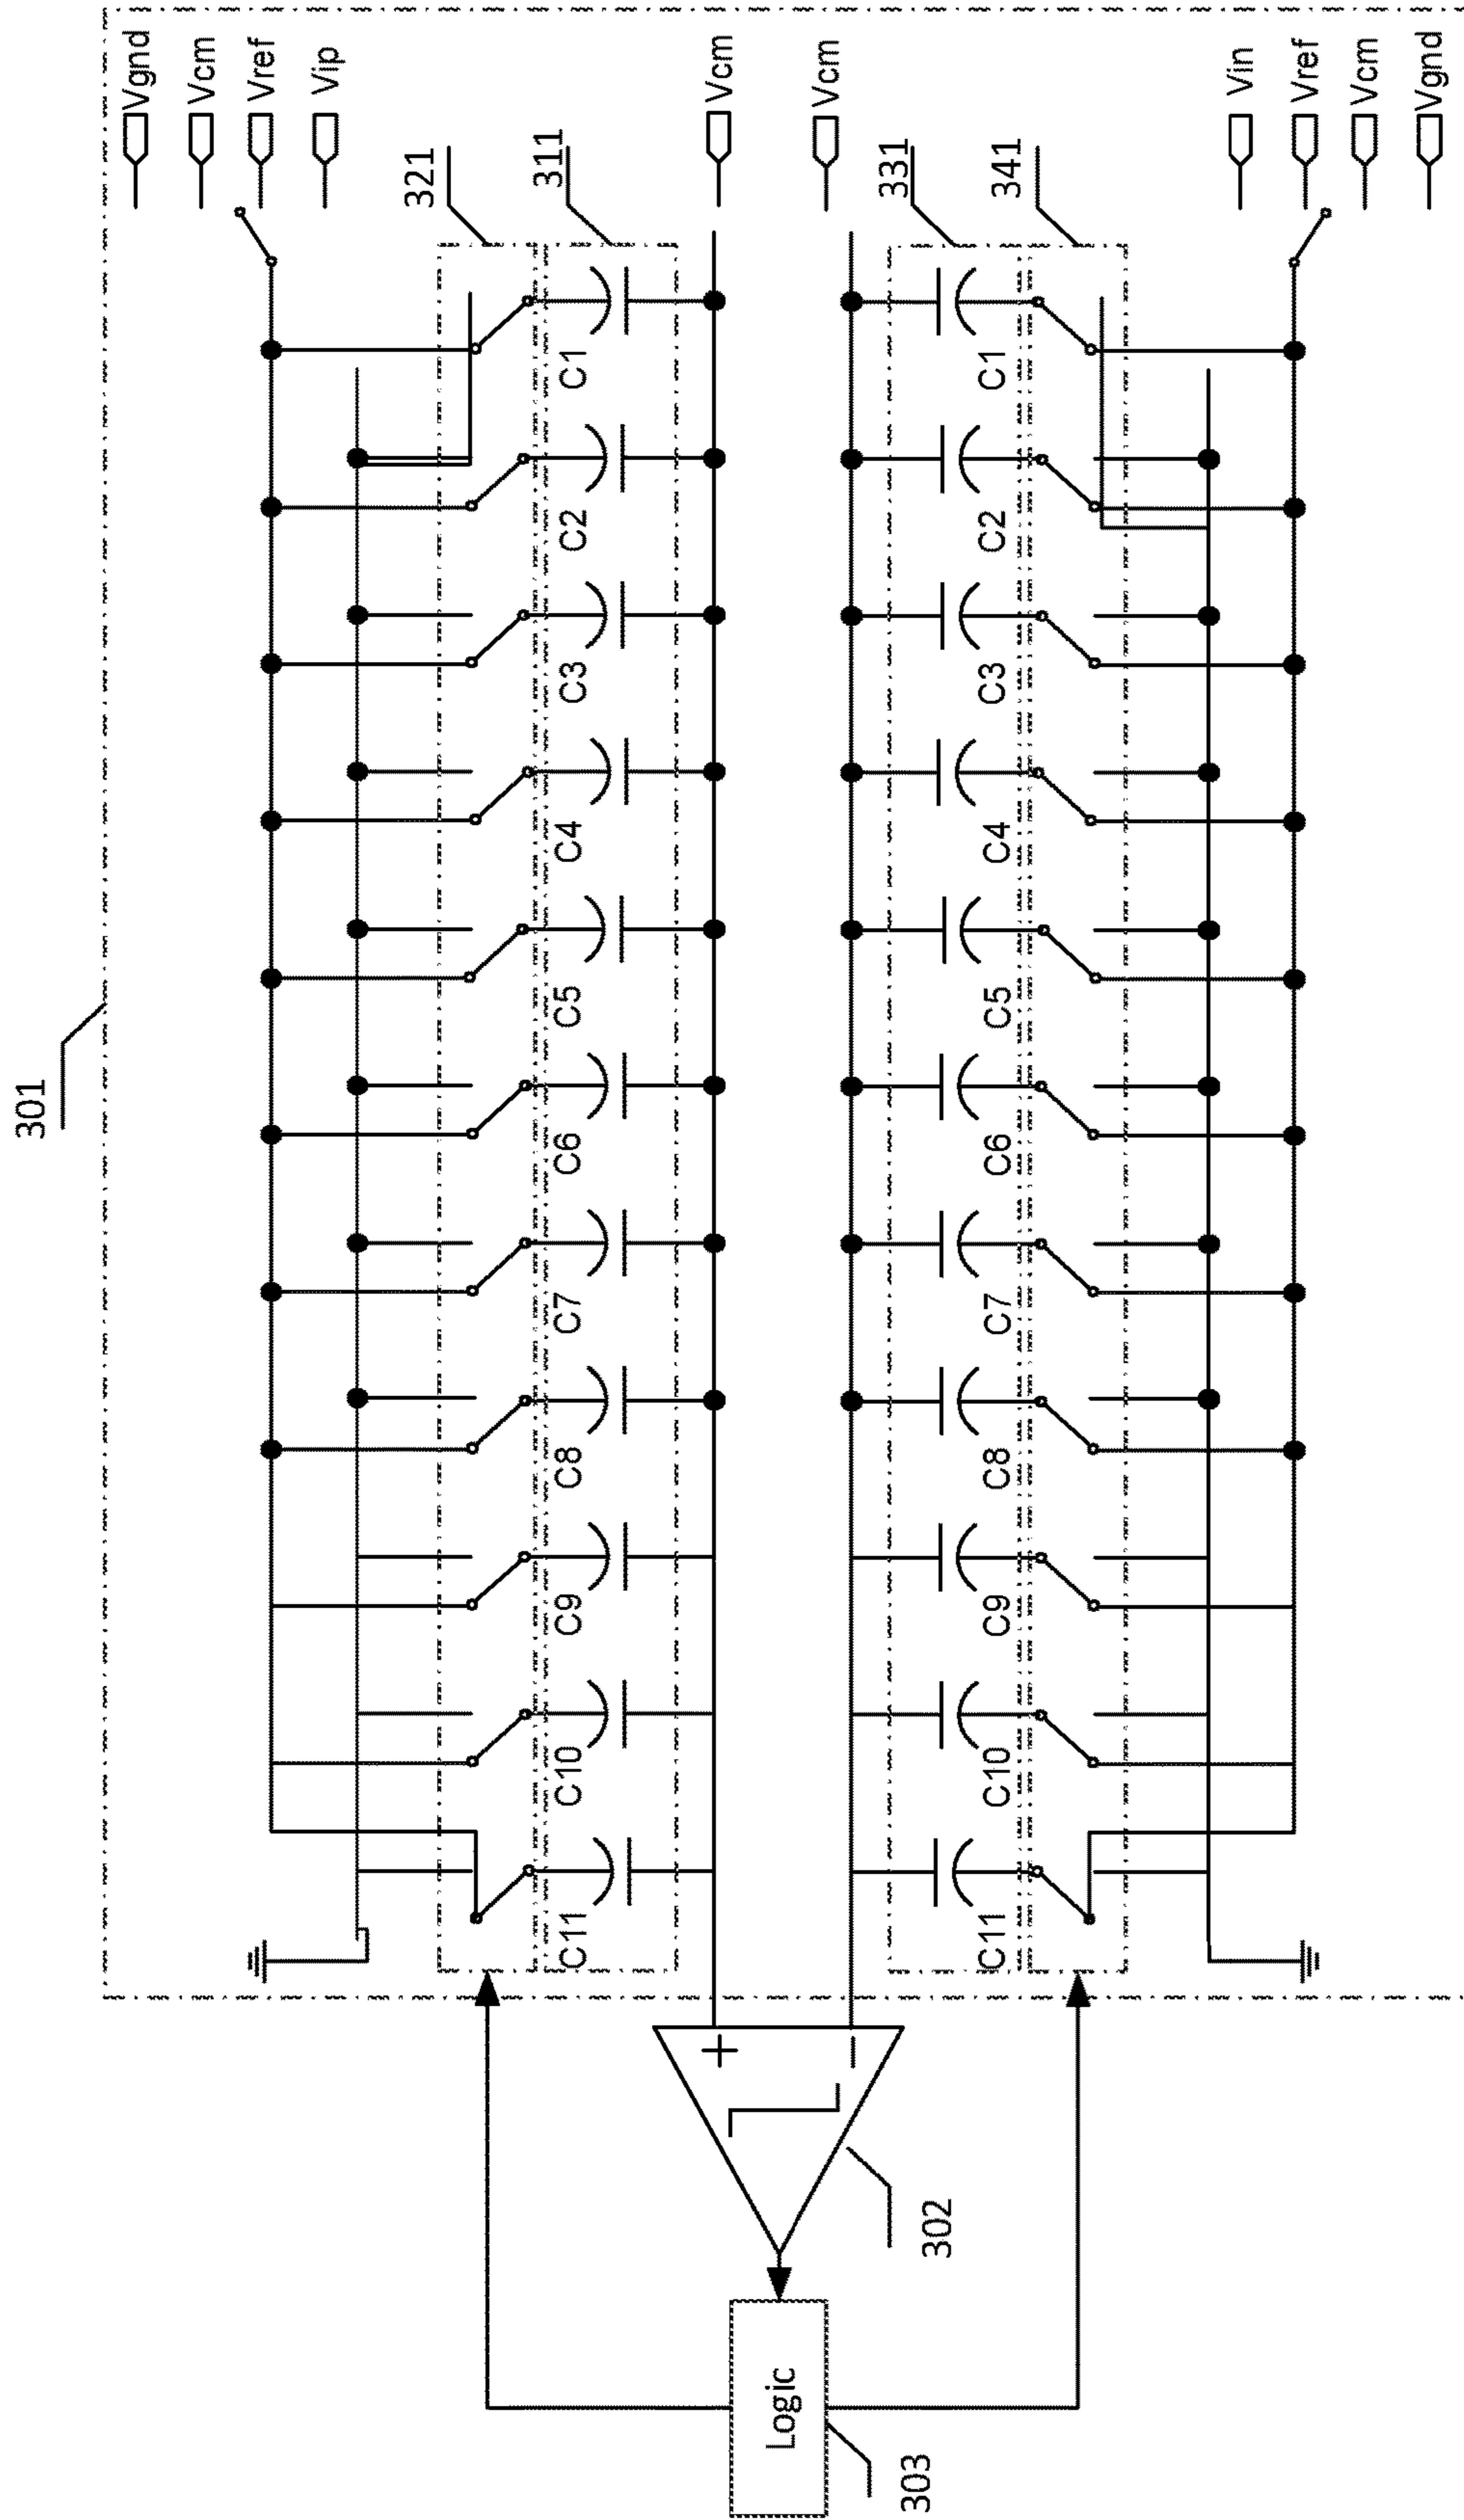 301
Vgnd
Vcm
Vref
Vip
321
311
Vcm
C11
C10
C9
C8
C7
C6
C5
C4
C3
C2
C1
Vcm
331
341
C11
C10
C9
C8
C7
C6
C5
C4
C3
C2
C1
Vin
Vref
Vcm
Vgnd
+
−
302
Logic
303